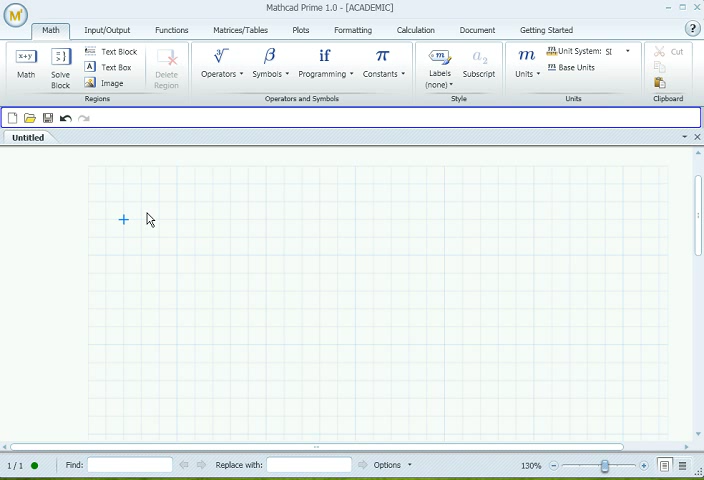 Mathcad Prime 1.0 - [ACADEMIC]
Math Input/Output Functions Matrices/Tables Plots Formatting Calculation Document Getting Started
x+y Math
Solve Block
Text Block
A Text Box
Image
Delete Region
Regions
Operators
β Symbols
if Programming
π Constants
Operators and Symbols
m Labels (none)
a₂ Subscript
Style
m Units
Unit System: SI
Base Units
Units
Cut
Clipboard
Untitled
1 / 1 Find: Replace with: Options 130%